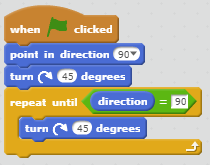 when clicked
point in direction 90
turn 45 degrees
repeat until direction = 90
turn 45 degrees